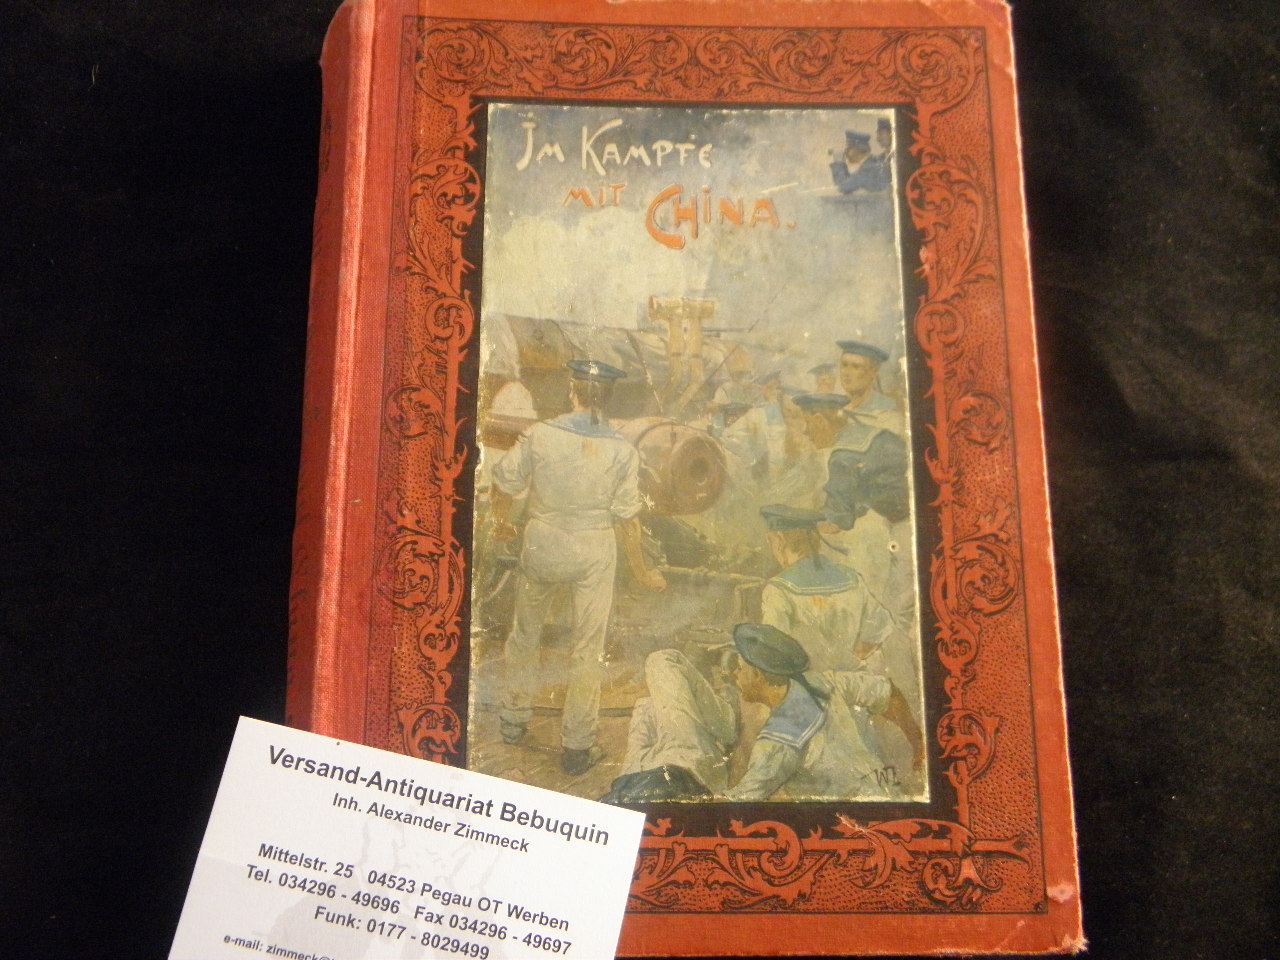 Im Kampfe
mit China.
WZ
Versand-Antiquariat Bebuquin
Inh. Alexander Zimmeck
Mittelstr. 25 04523 Pegau OT Werben
Tel. 034296 - 49696 Fax 034296 - 49697
Funk: 0177 - 8029499
e-mail: